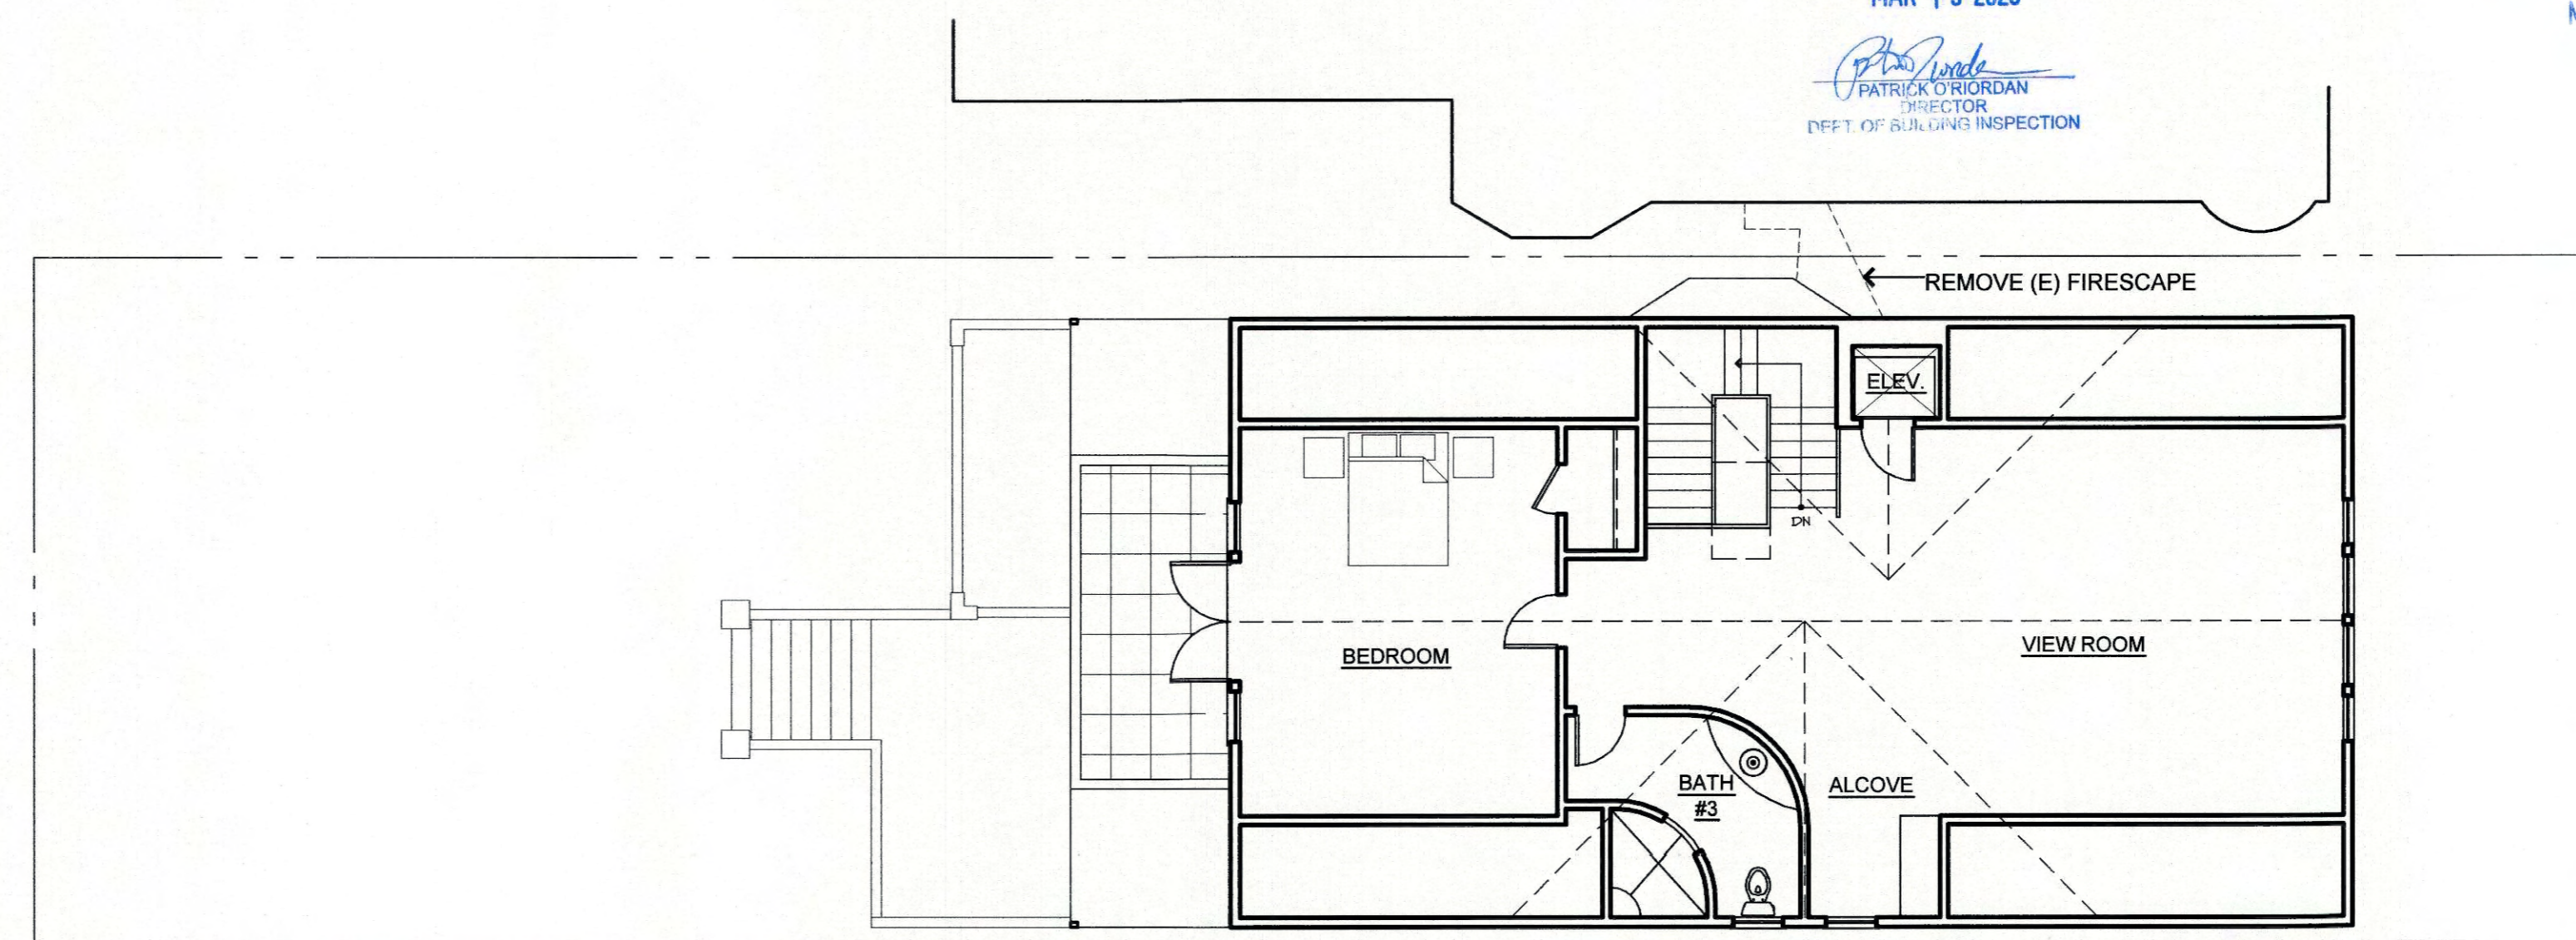 PATRICK O'RIORDAN
DIRECTOR
DEPT. OF BUILDING INSPECTION
REMOVE (E) FIRESCAPE
ELEV.
DN
BEDROOM
VIEW ROOM
BATH
#3
ALCOVE